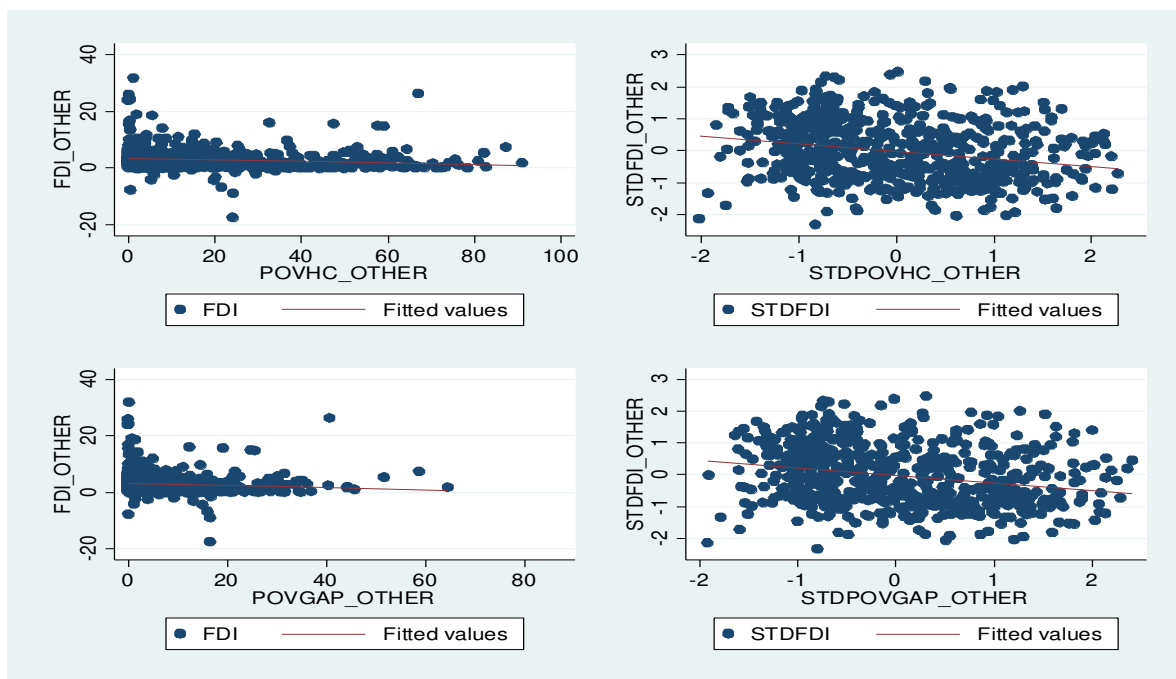 FDI_OTHER
40
20
0
-20
0 20 40 60 80 100
POVHC_OTHER
FDI Fitted values
STDFDI_OTHER
3
2
1
0
-1
-2
-2 -1 0 1 2
STDPOVHC_OTHER
STDFDI Fitted values
FDI_OTHER
40
20
0
-20
0 20 40 60 80
POVGAP_OTHER
FDI Fitted values
STDFDI_OTHER
3
2
1
0
-1
-2
-2 -1 0 1 2
STDPOVGAP_OTHER
STDFDI Fitted values